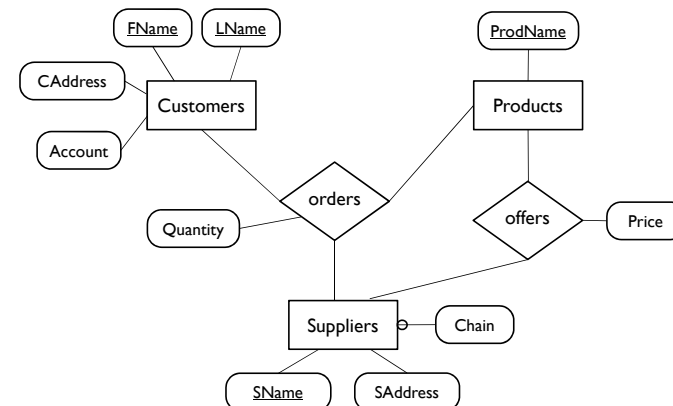 FName
LName
ProdName
CAddress
Customers
Products
Account
orders
offers
Quantity
Price
Suppliers
Chain
SName
SAddress